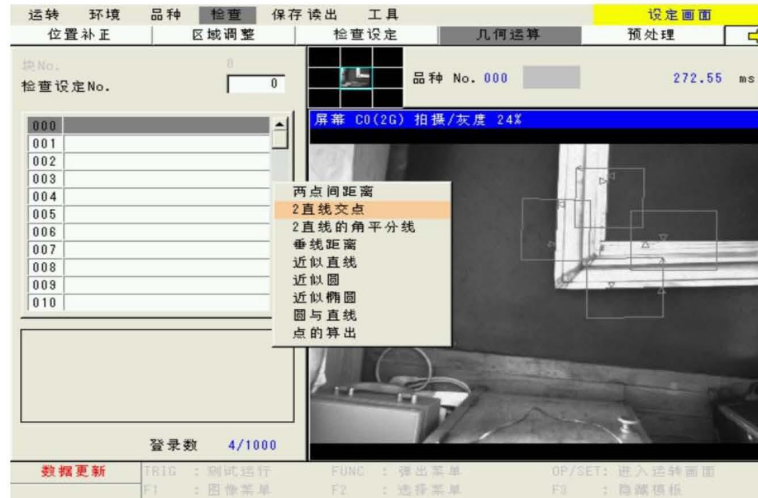 运转 环境 品种 检查 保存读出 工具 设定画面
位置补正 区域调整 检查设定 几何运算 预处理
块No. 0
检查设定No. 0
品种 No. 000 272.55 ms
屏幕 C0(2G) 拍摄/灰度 24%
000
001
002
003
004
005
006
007
008
009
010
两点间距离
2直线交点
2直线的角平分线
垂线距离
近似直线
近似圆
近似椭圆
圆与直线
点的算出
登录数 4/1000
数据更新 TRIG : 测试运行 FUNC : 弹出菜单 OP/SET: 进入运转画面
F1 : 图像菜单 F2 : 选择菜单 F3 : 隐藏模板